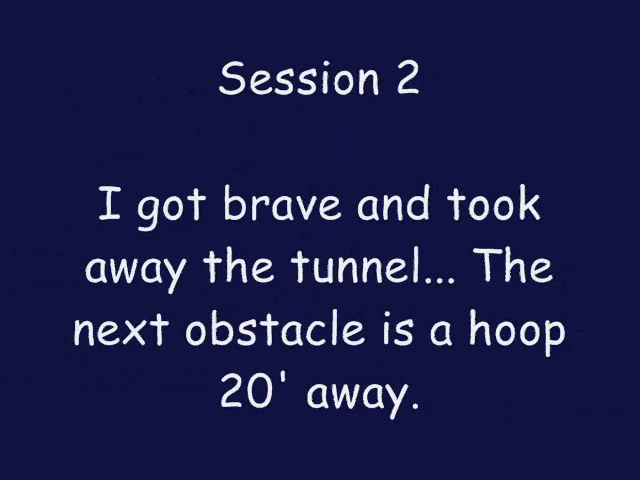 Session 2
I got brave and took
away the tunnel... The
next obstacle is a hoop
20' away.